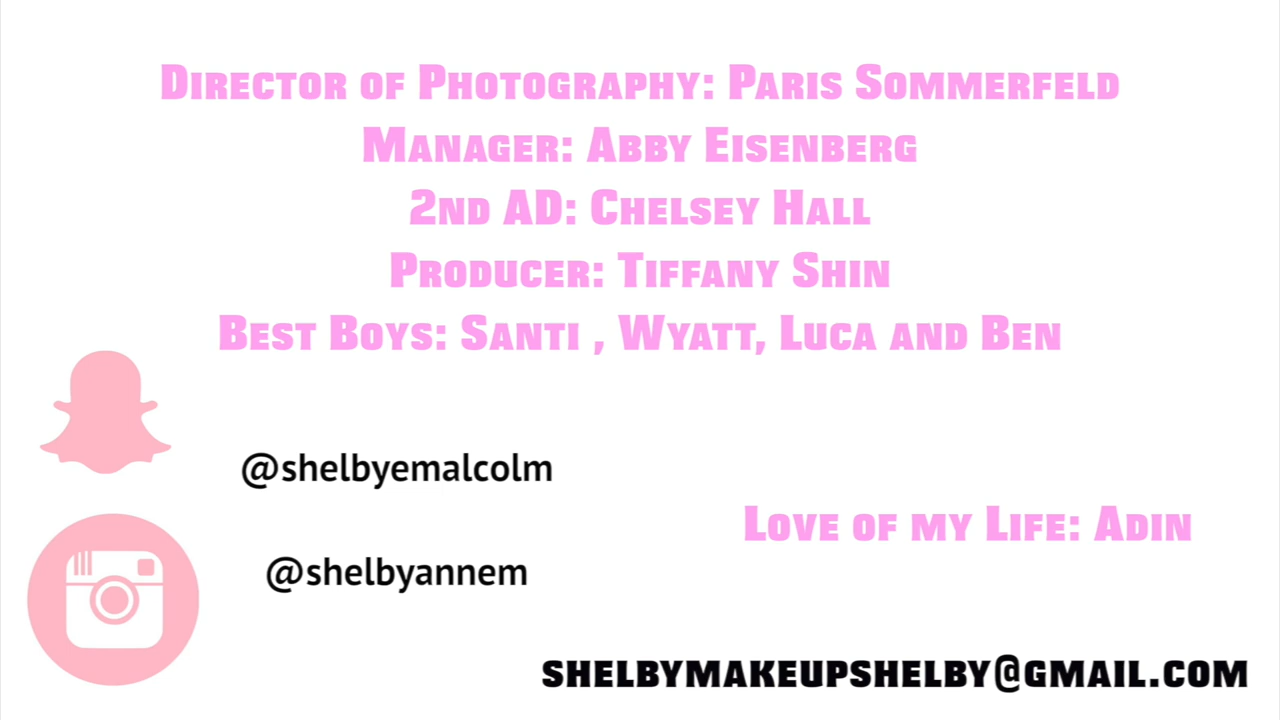 Director of Photography: Paris Sommerfeld
Manager: Abby Eisenberg
2nd AD: Chelsey Hall
Producer: Tiffany Shin
Best Boys: Santi , Wyatt, Luca and Ben
@shelbyemalcolm
Love of my Life: Adin
@shelbyannem
shelbymakeupshelby@gmail.com